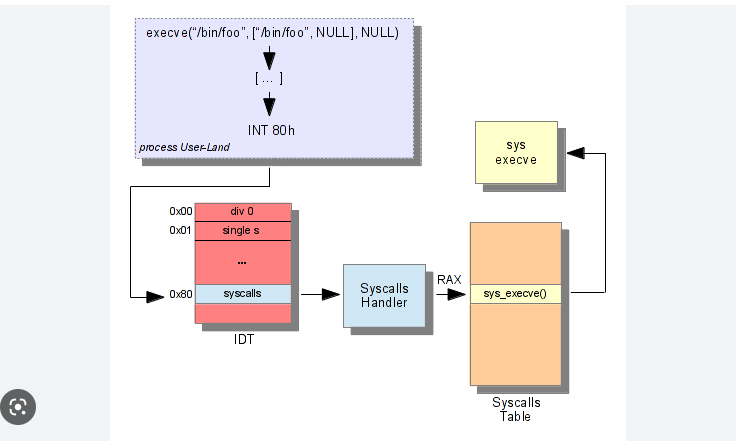 execve("/bin/foo", ["/bin/foo", NULL], NULL)
[ ... ]
INT 80h
process User-Land
sys
execve
0x00
div 0
0x01
single s
...
0x80
syscalls
IDT
Syscalls
Handler
RAX
sys_execve()
Syscalls
Table